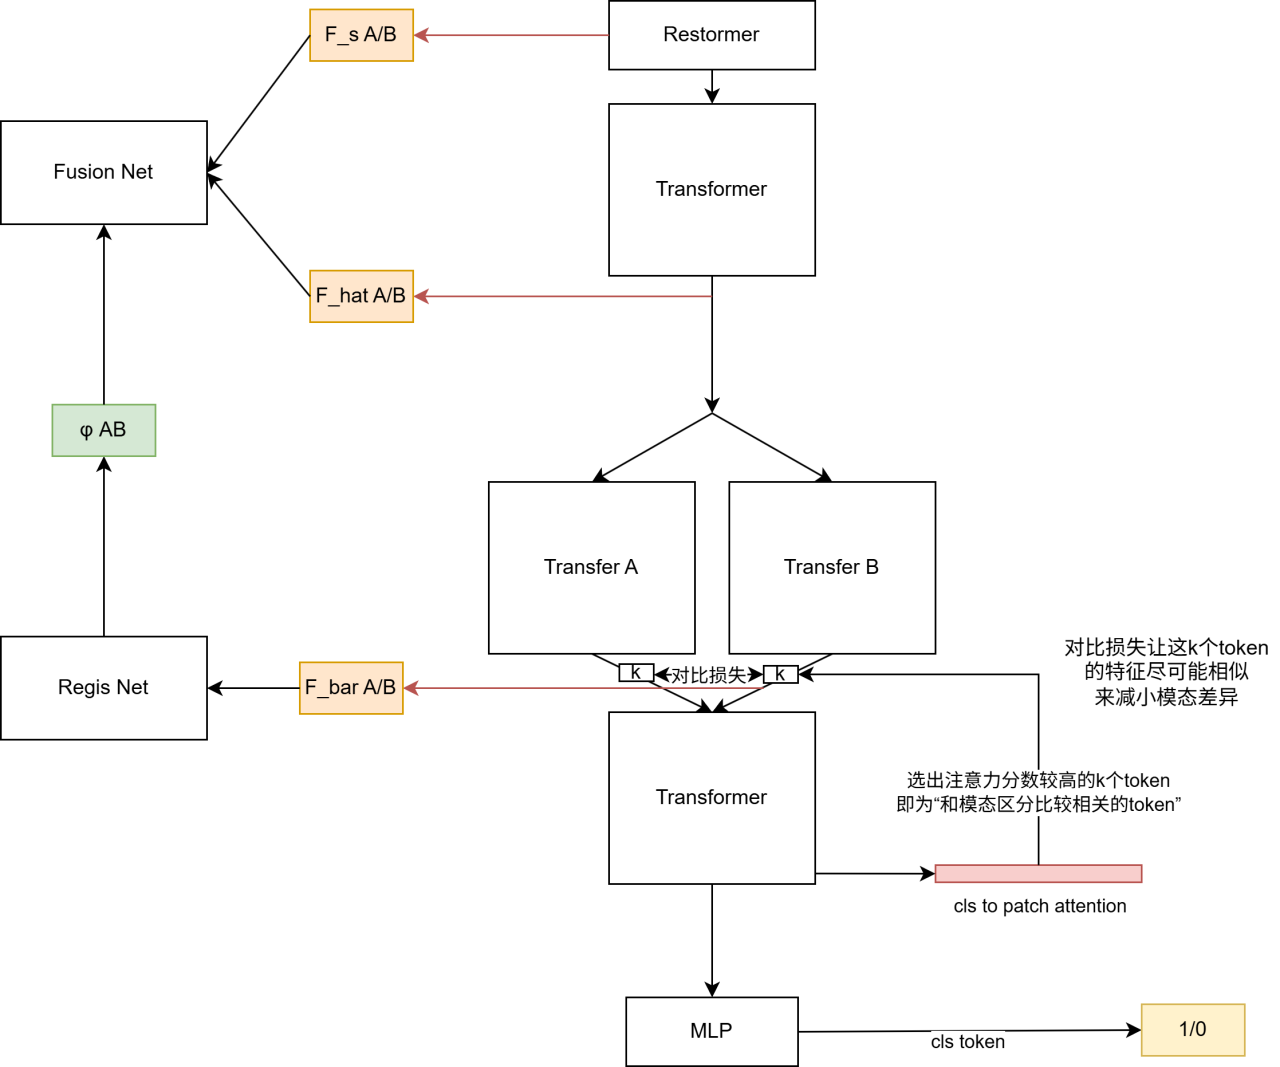 F_s A/B
Restormer
Fusion Net
Transformer
F_hat A/B
φ AB
Transfer A
Transfer B
对比损失让这k个token
的特征尽可能相似
来减小模态差异
k
对比损失
k
Regis Net
F_bar A/B
Transformer
选出注意力分数较高的k个token
即为“和模态区分比较相关的token”
cls to patch attention
MLP
cls token
1/0